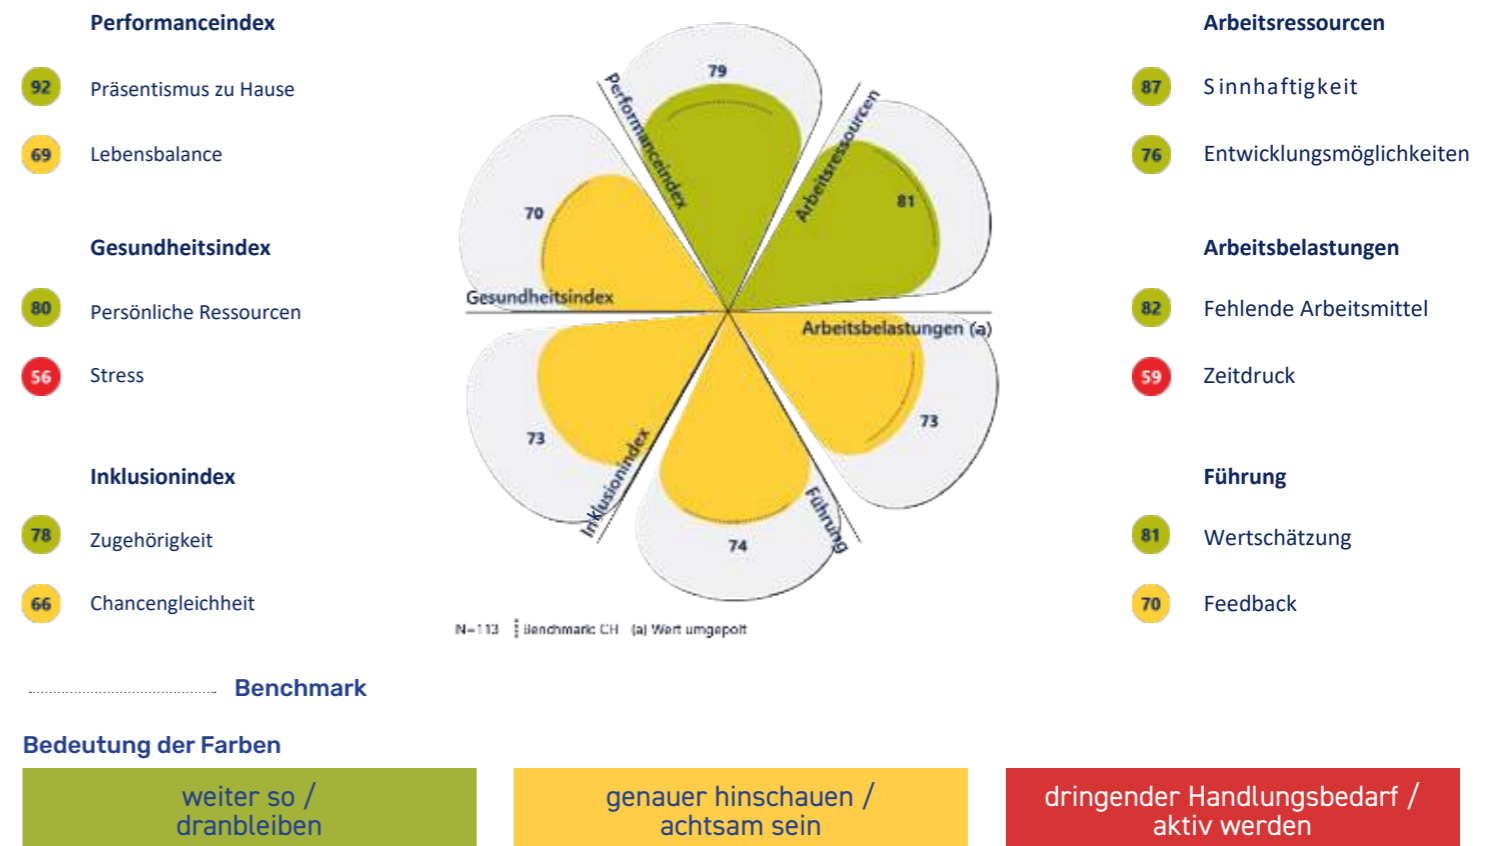 Performanceindex
92 Präsentismus zu Hause
69 Lebensbalance
Gesundheitsindex
80 Persönliche Ressourcen
56 Stress
Inklusionindex
78 Zugehörigkeit
66 Chancengleichheit
Performanceindex
79
Arbeitsressourcen
81
Gesundheitsindex
70
Arbeitsbelastungen (a)
73
Inklusionindex
73
Führung
74
N=113 Benchmark: CH (a) Wert umgepolt
Arbeitsressourcen
87 Sinnhaftigkeit
76 Entwicklungsmöglichkeiten
Arbeitsbelastungen
82 Fehlende Arbeitsmittel
59 Zeitdruck
Führung
81 Wertschätzung
70 Feedback
Benchmark
Bedeutung der Farben
weiter so /
dranbleiben
genauer hinschauen /
achtsam sein
dringender Handlungsbedarf /
aktiv werden